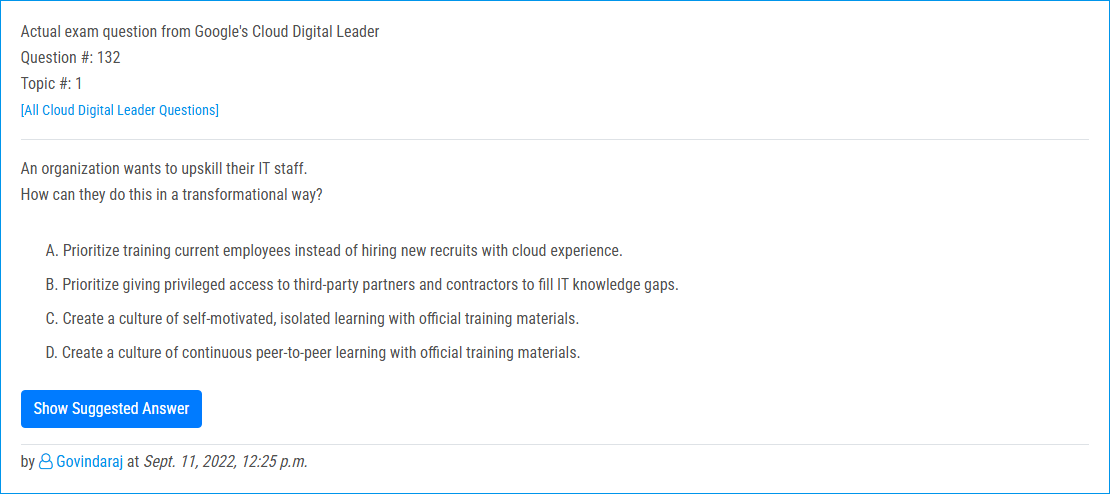 Actual exam question from Google's Cloud Digital Leader
Question #: 132
Topic #: 1
[All Cloud Digital Leader Questions]
An organization wants to upskill their IT staff.
How can they do this in a transformational way?
A. Prioritize training current employees instead of hiring new recruits with cloud experience.
B. Prioritize giving privileged access to third-party partners and contractors to fill IT knowledge gaps.
C. Create a culture of self-motivated, isolated learning with official training materials.
D. Create a culture of continuous peer-to-peer learning with official training materials.
Show Suggested Answer
by Govindaraj at Sept. 11, 2022, 12:25 p.m.